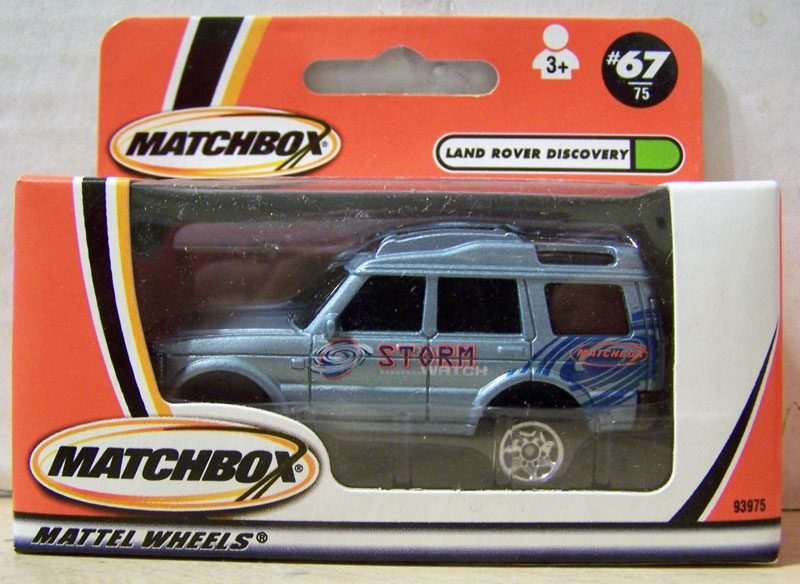 3+
#67
75
MATCHBOX
LAND ROVER DISCOVERY
STORM
WATCH
MATCHBOX
MATCHBOX®
93975
MATTEL WHEELS®